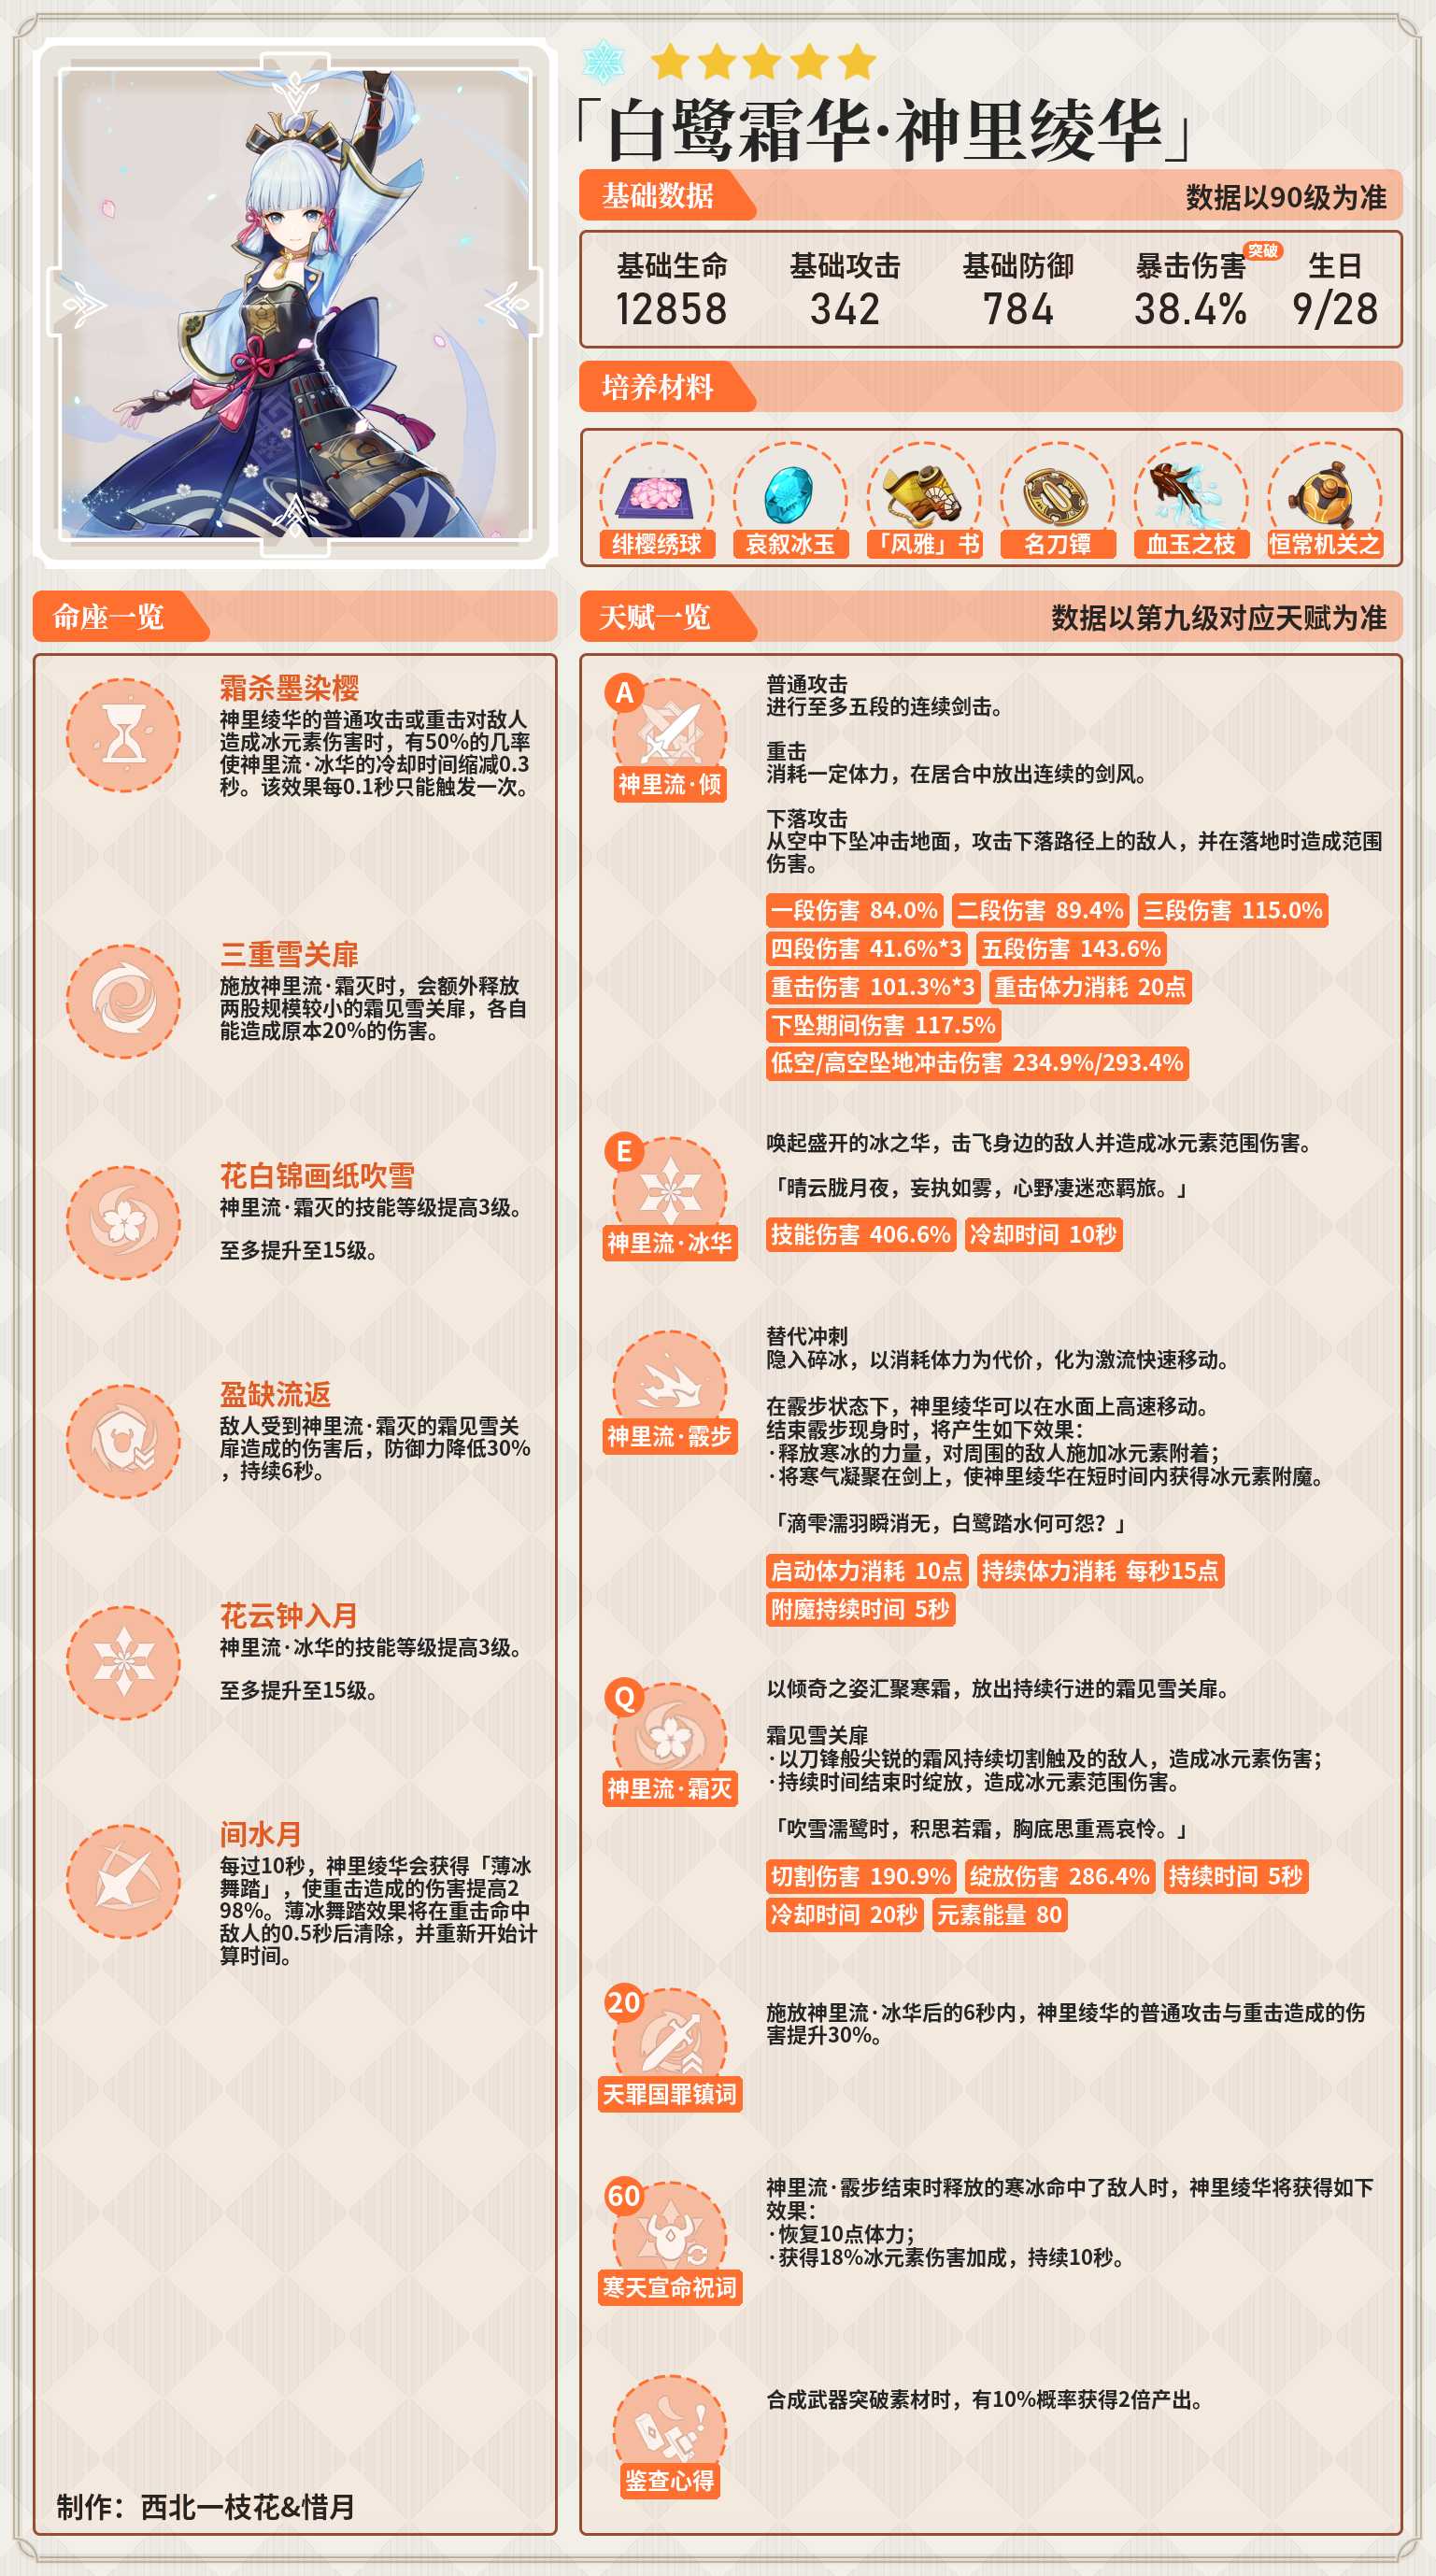 「白鹭霜华·神里绫华」
基础数据
数据以90级为准
基础生命
12858
基础攻击
342
基础防御
784
暴击伤害
突破
38.4%
生日
9/28
培养材料
绯樱绣球
哀叙冰玉
「风雅」书
名刀镡
血玉之枝
恒常机关之
命座一览
霜杀墨染樱
神里绫华的普通攻击或重击对敌人
造成冰元素伤害时，有50%的几率
使神里流·冰华的冷却时间缩减0.3
秒。该效果每0.1秒只能触发一次。
三重雪关扉
施放神里流·霜灭时，会额外释放
两股规模较小的霜见雪关扉，各自
能造成原本20%的伤害。
花白锦画纸吹雪
神里流·霜灭的技能等级提高3级。
至多提升至15级。
盈缺流返
敌人受到神里流·霜灭的霜见雪关
扉造成的伤害后，防御力降低30%
，持续6秒。
花云钟入月
神里流·冰华的技能等级提高3级。
至多提升至15级。
间水月
每过10秒，神里绫华会获得「薄冰
舞踏」，使重击造成的伤害提高2
98%。薄冰舞踏效果将在重击命中
敌人的0.5秒后清除，并重新开始计
算时间。
制作：西北一枝花&惜月
天赋一览
数据以第九级对应天赋为准
A
神里流·倾
普通攻击
进行至多五段的连续剑击。
重击
消耗一定体力，在居合中放出连续的剑风。
下落攻击
从空中下坠冲击地面，攻击下落路径上的敌人，并在落地时造成范围
伤害。
一段伤害 84.0% 二段伤害 89.4% 三段伤害 115.0%
四段伤害 41.6%*3 五段伤害 143.6%
重击伤害 101.3%*3 重击体力消耗 20点
下坠期间伤害 117.5%
低空/高空坠地冲击伤害 234.9%/293.4%
E
神里流·冰华
唤起盛开的冰之华，击飞身边的敌人并造成冰元素范围伤害。
「晴云胧月夜，妄执如雾，心野凄迷恋羁旅。」
技能伤害 406.6% 冷却时间 10秒
神里流·霰步
替代冲刺
隐入碎冰，以消耗体力为代价，化为激流快速移动。
在霰步状态下，神里绫华可以在水面上高速移动。
结束霰步现身时，将产生如下效果：
·释放寒冰的力量，对周围的敌人施加冰元素附着；
·将寒气凝聚在剑上，使神里绫华在短时间内获得冰元素附魔。
「滴雫濡羽瞬消无，白鹭踏水何可怨？」
启动体力消耗 10点 持续体力消耗 每秒15点
附魔持续时间 5秒
Q
神里流·霜灭
以倾奇之姿汇聚寒霜，放出持续行进的霜见雪关扉。
霜见雪关扉
·以刀锋般尖锐的霜风持续切割触及的敌人，造成冰元素伤害；
·持续时间结束时绽放，造成冰元素范围伤害。
「吹雪濡鹭时，积思若霜，胸底思重焉哀怜。」
切割伤害 190.9% 绽放伤害 286.4% 持续时间 5秒
冷却时间 20秒 元素能量 80
20
天罪国罪镇词
施放神里流·冰华后的6秒内，神里绫华的普通攻击与重击造成的伤
害提升30%。
60
寒天宣命祝词
神里流·霰步结束时释放的寒冰命中了敌人时，神里绫华将获得如下
效果：
·恢复10点体力；
·获得18%冰元素伤害加成，持续10秒。
鉴查心得
合成武器突破素材时，有10%概率获得2倍产出。